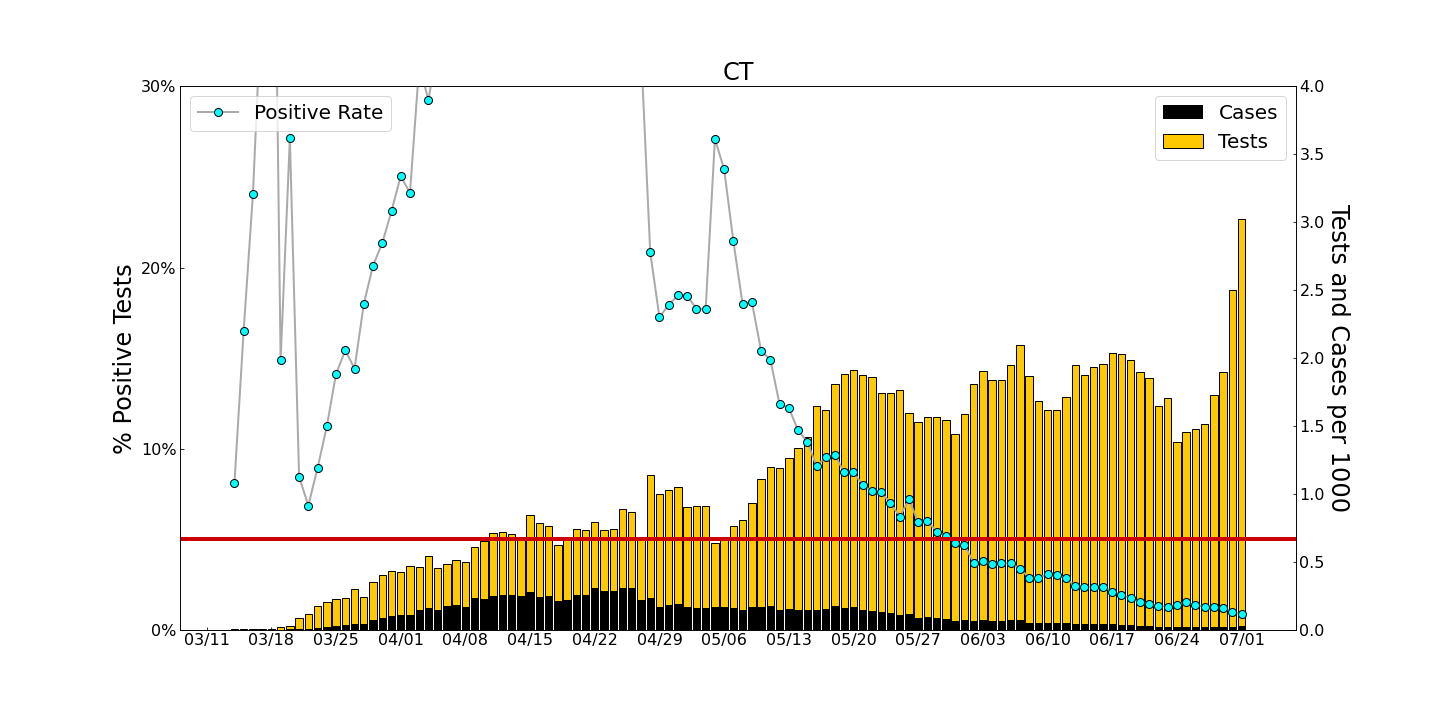 CT
30%
20%
10%
0%
% Positive Tests
Positive Rate
Cases
Tests
4.0
3.5
3.0
2.5
2.0
1.5
1.0
0.5
0.0
Tests and Cases per 1000
03/11 03/18 03/25 04/01 04/08 04/15 04/22 04/29 05/06 05/13 05/20 05/27 06/03 06/10 06/17 06/24 07/01